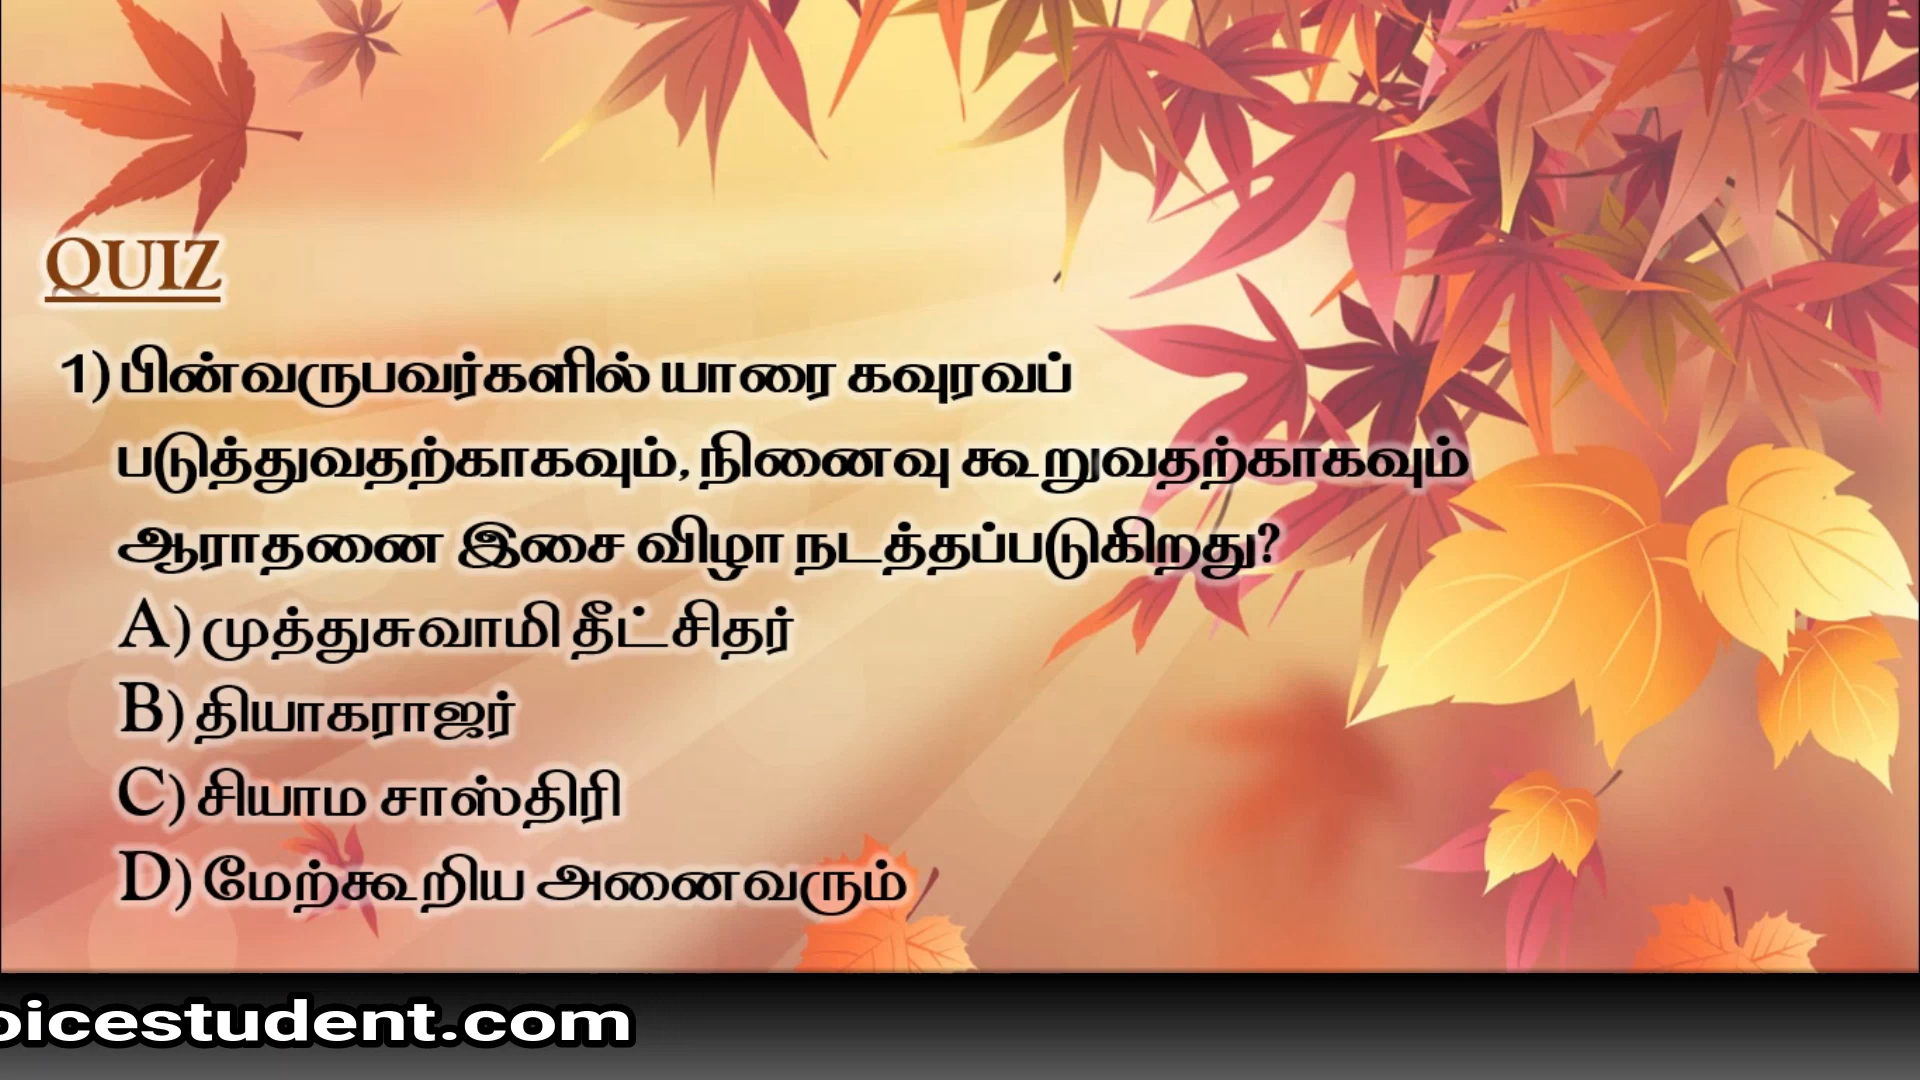 QUIZ
1) பின்வருபவர்களில் யாரை கவுரவப்
படுத்துவதற்காகவும், நினைவு கூறுவதற்காகவும்
ஆராதனை இசை விழா நடத்தப்படுகிறது?
A) முத்துசுவாமி தீட்சிதர்
B) தியாகராஜர்
C) சியாம சாஸ்திரி
D) மேற்கூறிய அனைவரும்
oicestudent.com